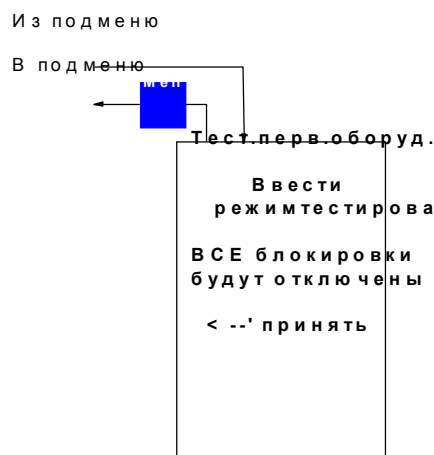 Из подменю
В подменю
Тест.перв.оборуд.
Ввести
режимтестирова
ВСЕ блокировки
будут отключены
< --' принять